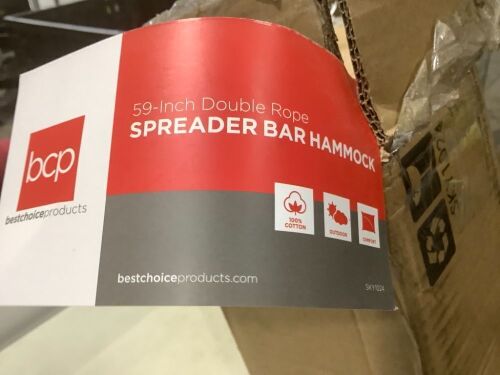 59-Inch Double Rope
SPREADER BAR HAMMOCK
bcp
bestchoiceproducts
100%
COTTON
OUTDOOR
COMFORT
bestchoiceproducts.com
SKY1024